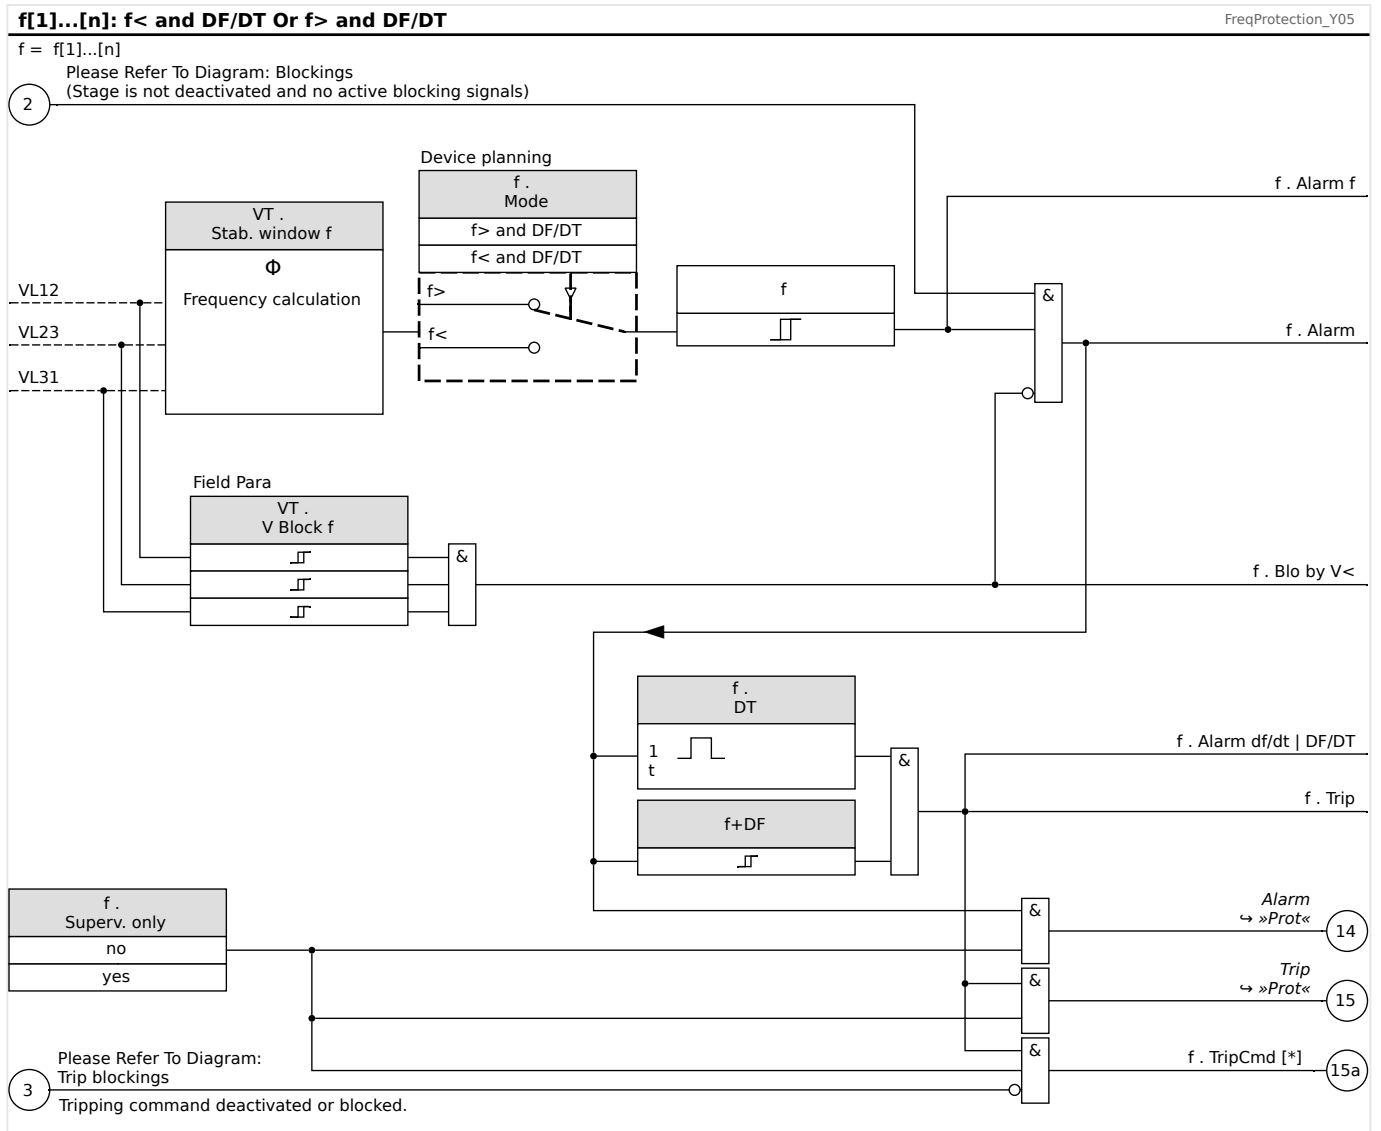 f[1]...[n]: f< and DF/DT Or f> and DF/DT
FreqProtection_Y05
f = f[1]...[n]
Please Refer To Diagram: Blockings
(Stage is not deactivated and no active blocking signals)
2
Device planning
f .
Mode
f> and DF/DT
f< and DF/DT
f . Alarm f
VT .
Stab. window f
Φ
Frequency calculation
VL12
VL23
VL31
f>
f<
f
&
f . Alarm
Field Para
VT .
V Block f
&
f . Blo by V<
f .
DT
1
t
&
f . Alarm df/dt | DF/DT
f . Trip
f+DF
f .
Superv. only
no
yes
&
Alarm
↪ »Prot«
14
&
Trip
↪ »Prot«
15
&
f . TripCmd [*]
15a
Please Refer To Diagram:
Trip blockings
3
Tripping command deactivated or blocked.